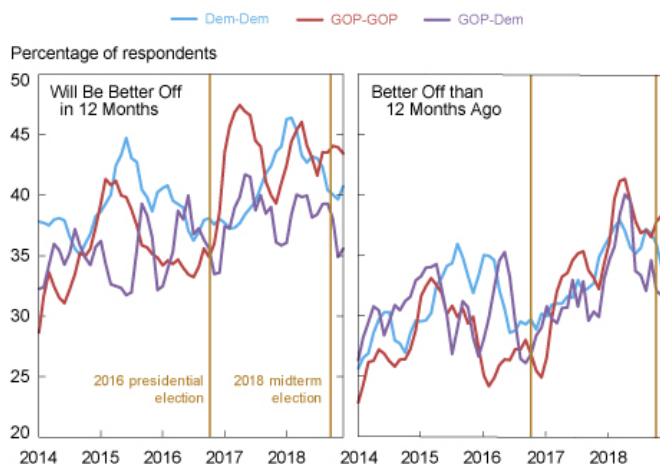 Dem-Dem GOP-GOP GOP-Dem
Percentage of respondents
50
45
40
35
30
25
20
Will Be Better Off
in 12 Months
Better Off than
12 Months Ago
2016 presidential
election
2018 midterm
election
2014 2015 2016 2017 2018
2014 2015 2016 2017 2018